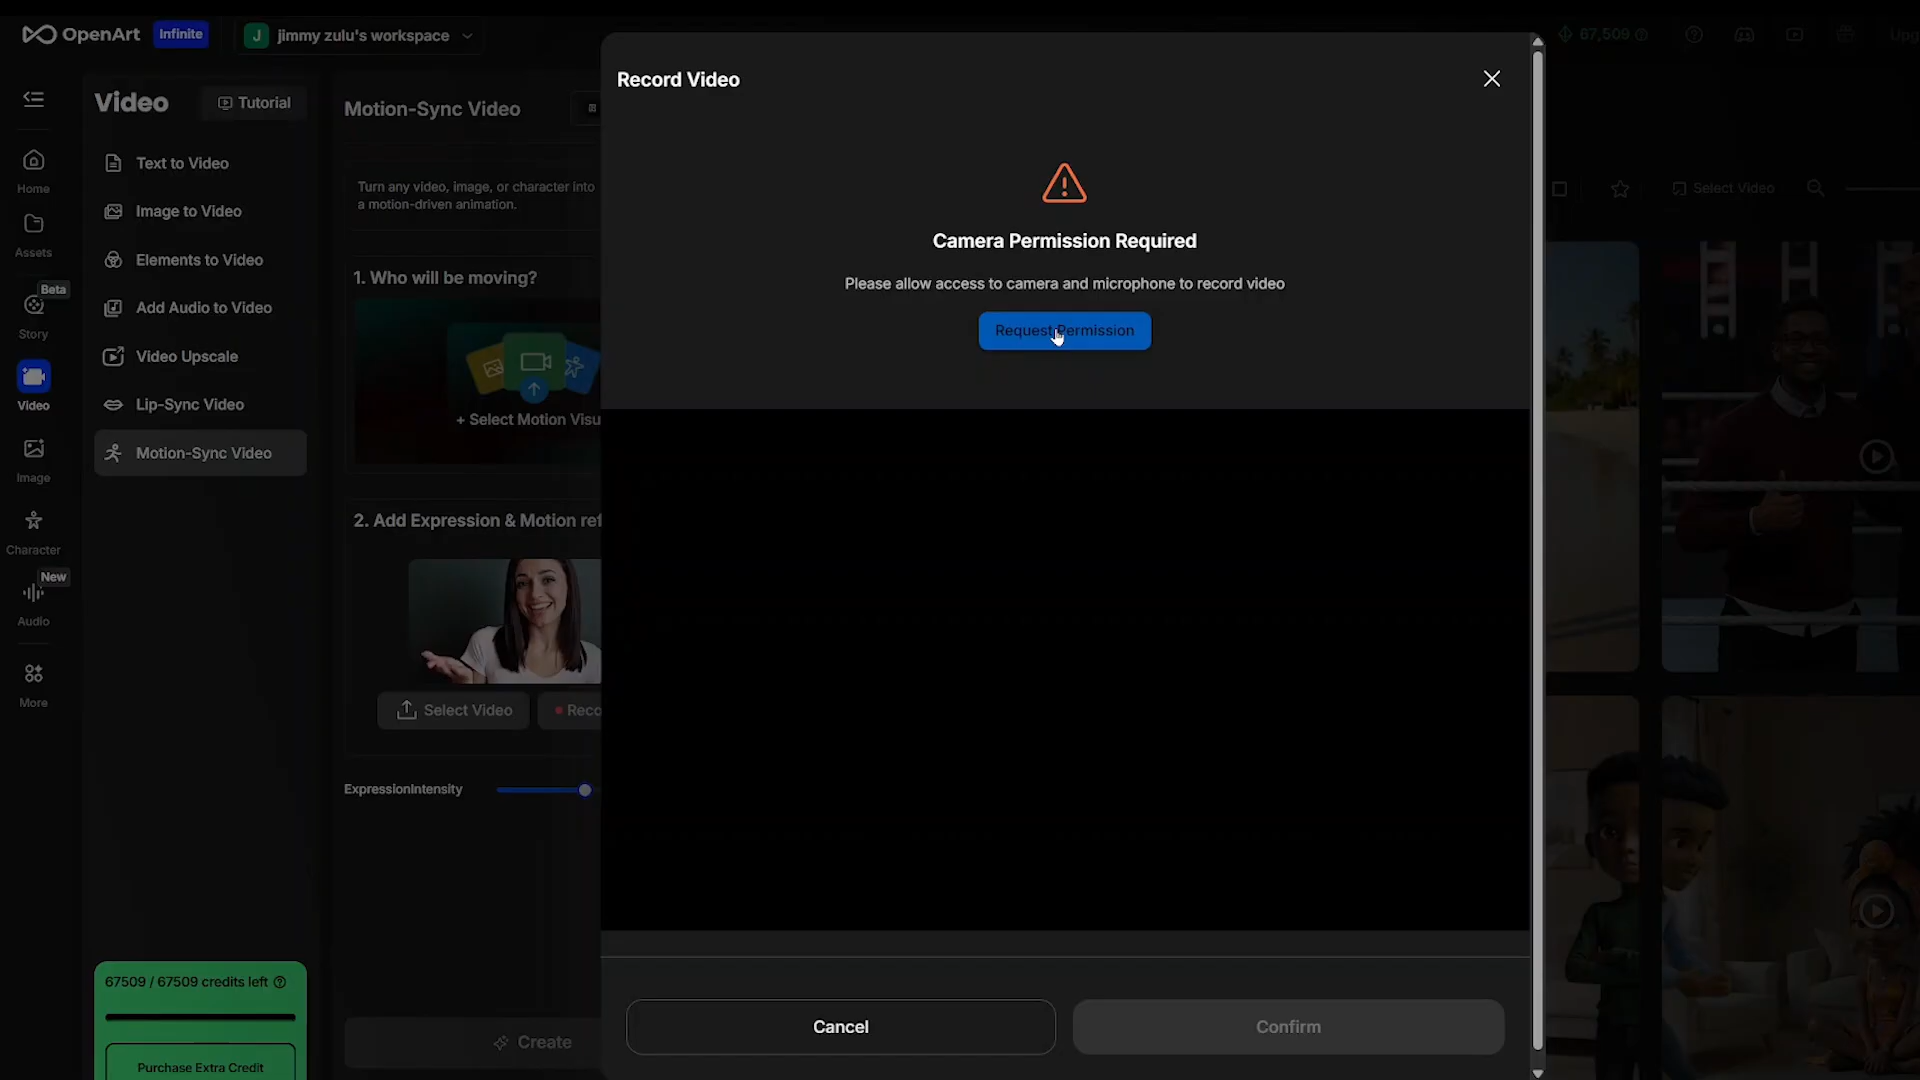 OpenArt Infinite
J jimmy zulu's workspace
67,509
Video
Tutorial
Home
Assets
Beta
Story
Video
Image
Character
New
Audio
More
Text to Video
Image to Video
Elements to Video
Add Audio to Video
Video Upscale
Lip-Sync Video
Motion-Sync Video
67509 / 67509 credits left
Purchase Extra Credit
Motion-Sync Video
Turn any video, image, or character into
a motion-driven animation.
1. Who will be moving?
+ Select Motion Visu
2. Add Expression & Motion ref
Select Video
Reco
ExpressionIntensity
Create
Record Video
Camera Permission Required
Please allow access to camera and microphone to record video
Request Permission
Cancel
Confirm
Select Video
Upg